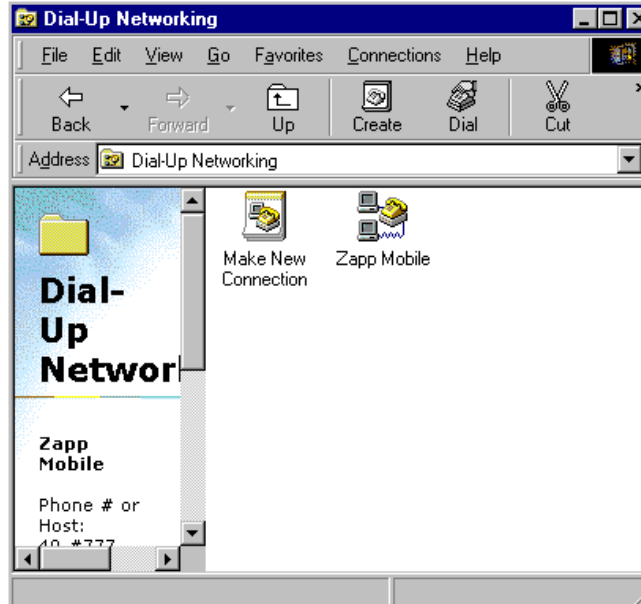 Dial-Up Networking
File Edit View Go Favorites Connections Help
Back Forward Up Create Dial Cut
Address Dial-Up Networking
Make New
Connection
Zapp Mobile
Dial-
Up
Networ
Zapp
Mobile
Phone # or
Host: